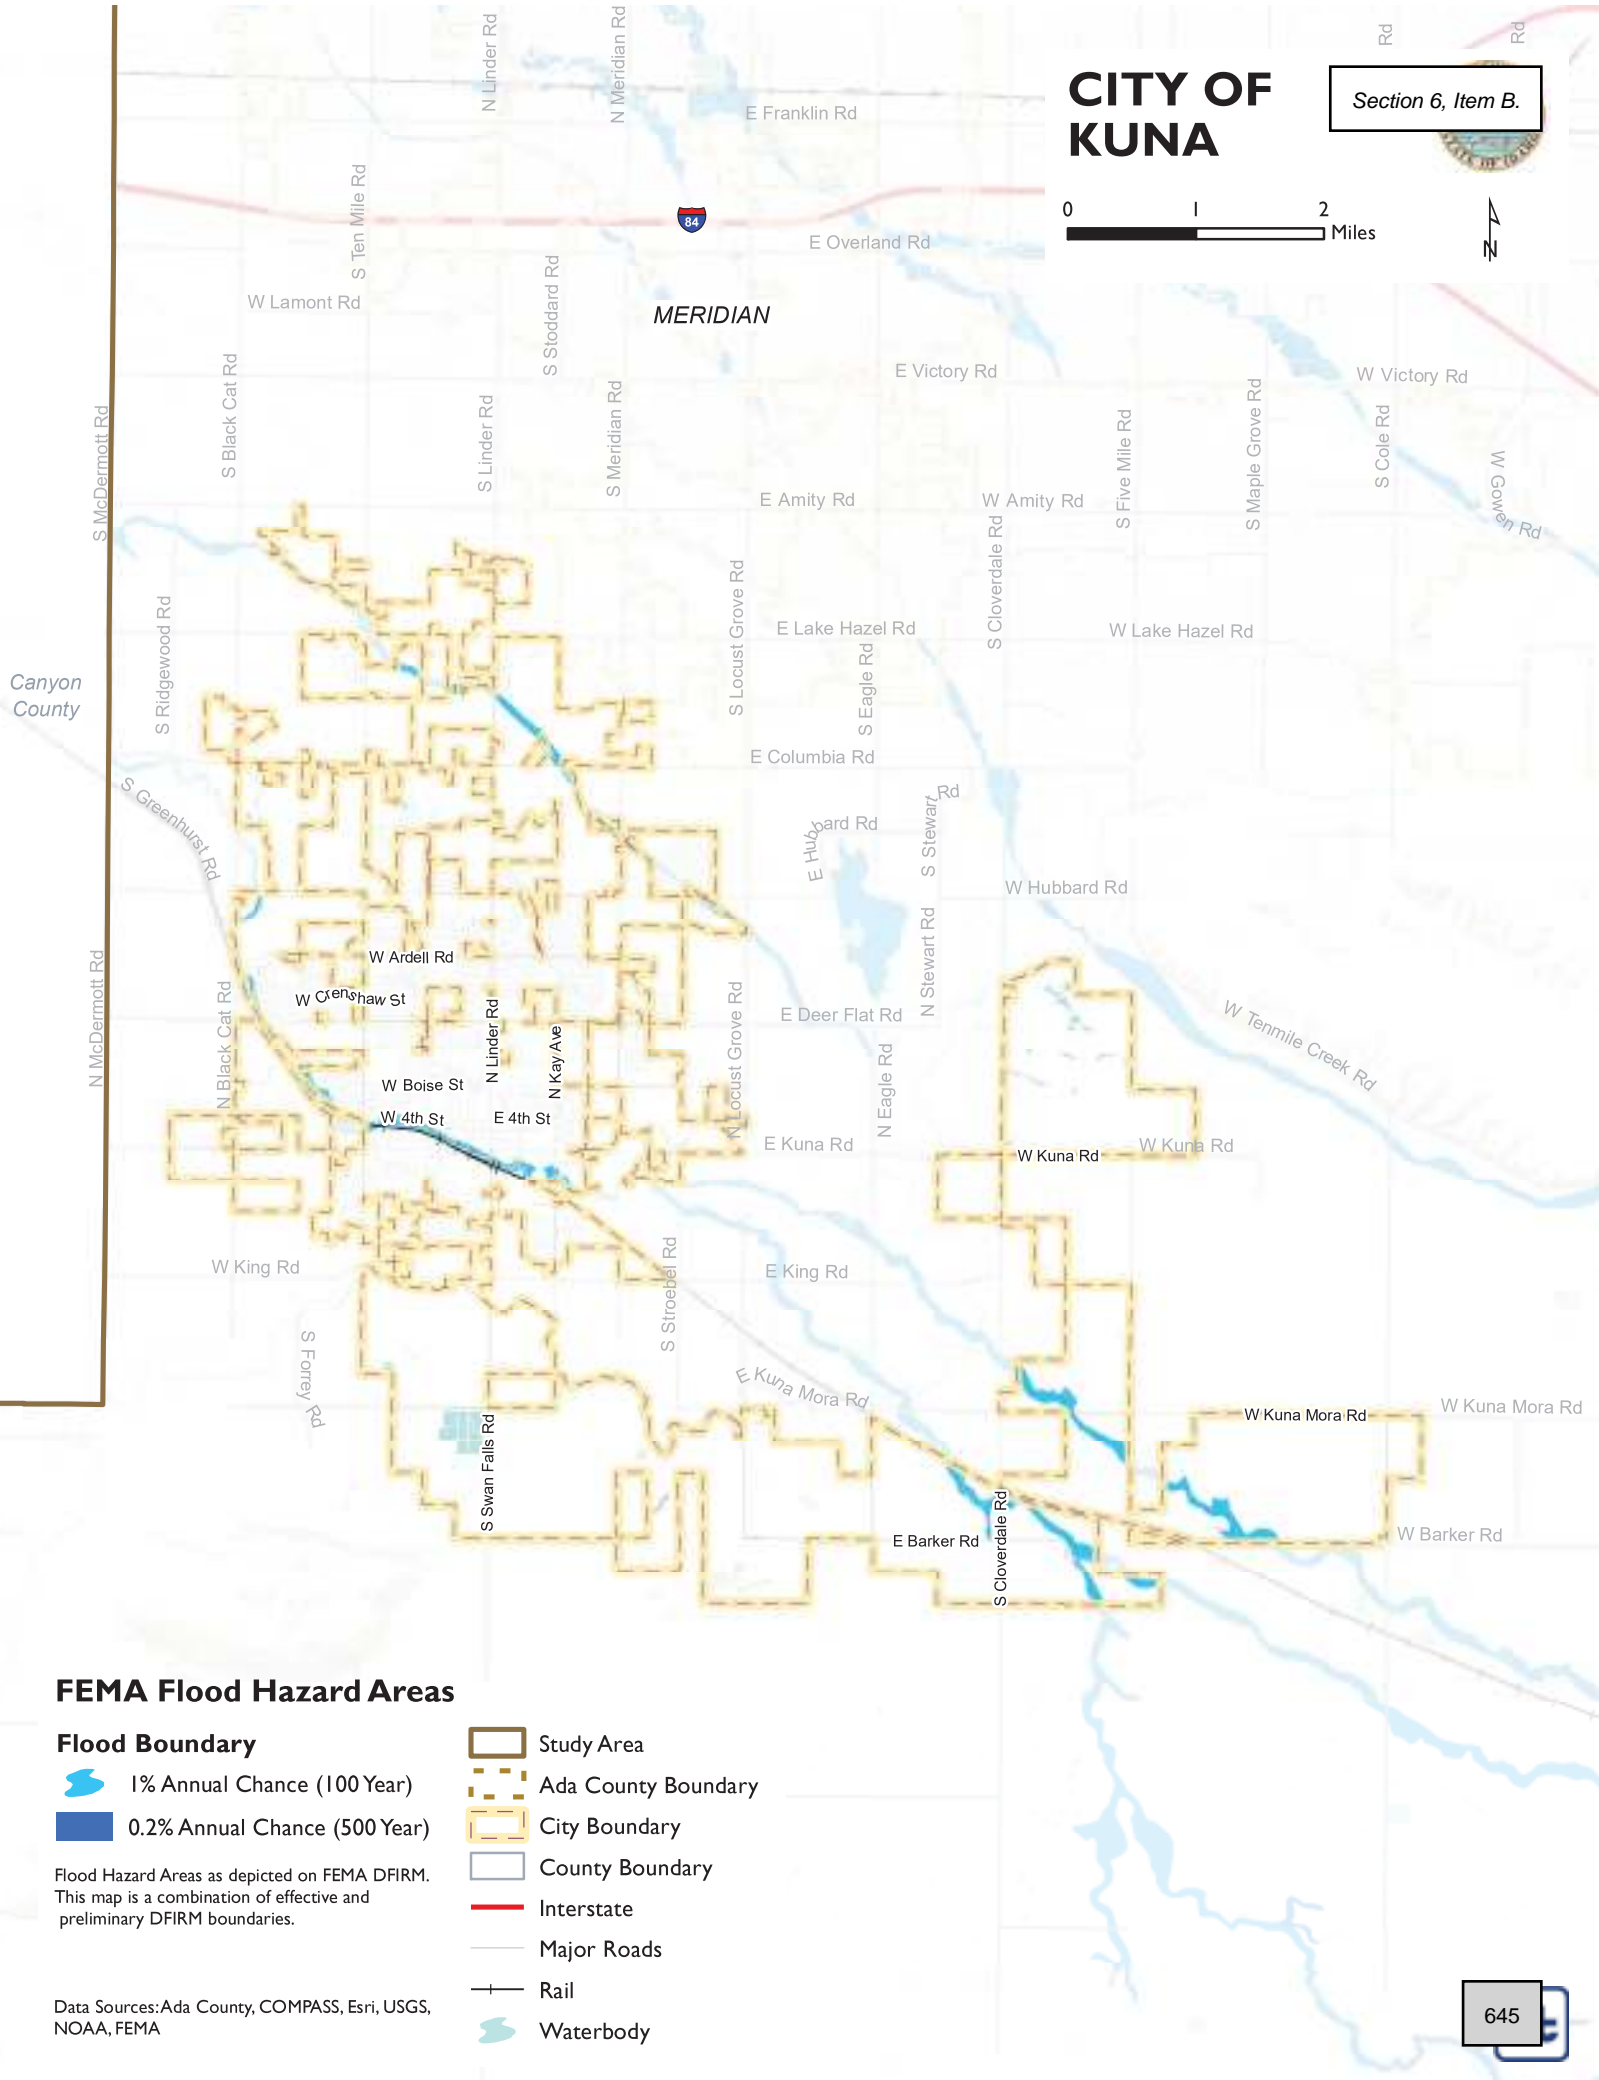 CITY OF
KUNA
Section 6, Item B.
0 1 2
Miles
N
Rd
Rd
N Linder Rd
N Meridian Rd
E Franklin Rd
S Ten Mile Rd
84
E Overland Rd
W Lamont Rd
S Stoddard Rd
MERIDIAN
E Victory Rd
W Victory Rd
S Black Cat Rd
S McDermott Rd
S Linder Rd
S Meridian Rd
S Five Mile Rd
S Maple Grove Rd
S Cole Rd
W Gowen Rd
E Amity Rd
W Amity Rd
S Cloverdale Rd
S Locust Grove Rd
S Ridgewood Rd
E Lake Hazel Rd
W Lake Hazel Rd
S Eagle Rd
Canyon
County
E Columbia Rd
S Greenhurst Rd
S Stewart Rd
E Hubbard Rd
W Hubbard Rd
N Stewart Rd
W Ardell Rd
W Crenshaw St
N McDermott Rd
N Black Cat Rd
N Linder Rd
N Kay Ave
N Locust Grove Rd
E Deer Flat Rd
W Tenmile Creek Rd
N Eagle Rd
W Boise St
W 4th St
E 4th St
E Kuna Rd
W Kuna Rd
W Kuna Rd
W King Rd
S Stroebel Rd
E King Rd
S Forrey Rd
E Kuna Mora Rd
W Kuna Mora Rd
W Kuna Mora Rd
S Swan Falls Rd
E Barker Rd
S Cloverdale Rd
W Barker Rd
FEMA Flood Hazard Areas
Flood Boundary
1% Annual Chance (100 Year)
0.2% Annual Chance (500 Year)
Flood Hazard Areas as depicted on FEMA DFIRM.
This map is a combination of effective and
preliminary DFIRM boundaries.
Data Sources: Ada County, COMPASS, Esri, USGS,
NOAA, FEMA
Study Area
Ada County Boundary
City Boundary
County Boundary
Interstate
Major Roads
Rail
Waterbody
645